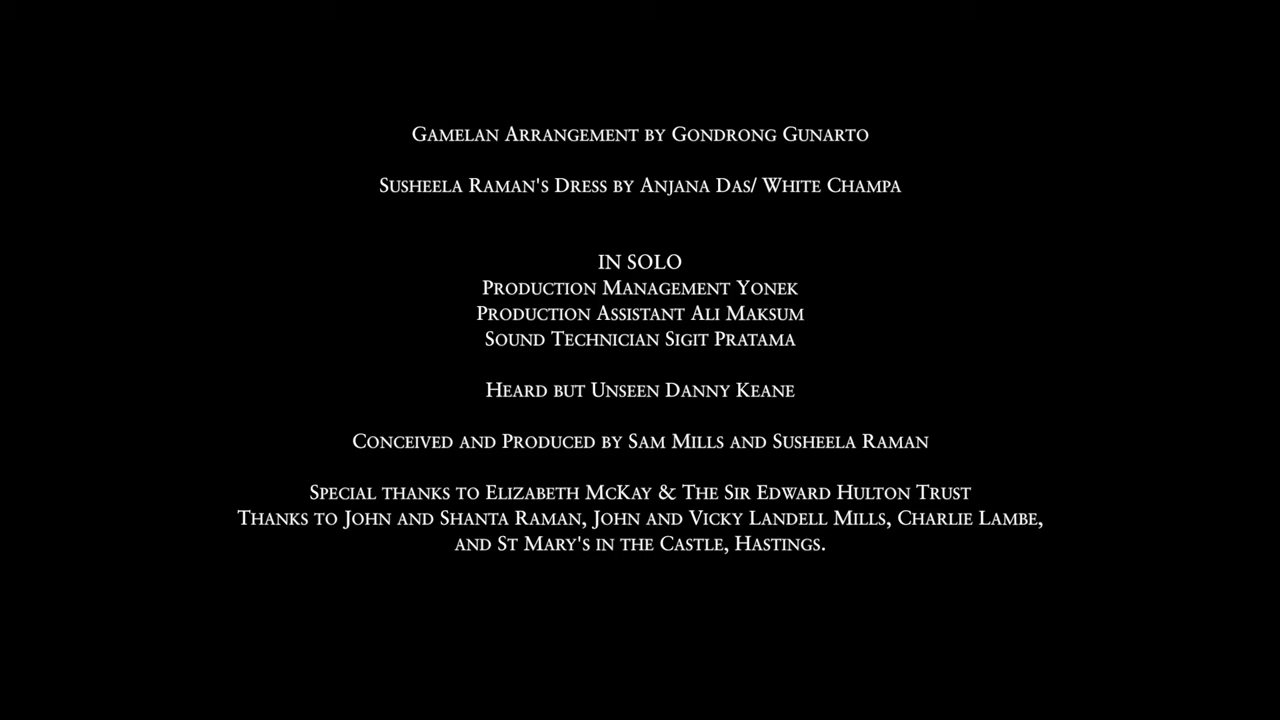 Gamelan Arrangement by Gondrong Gunarto
Susheela Raman's Dress by Anjana Das/ White Champa
IN SOLO
Production Management Yonek
Production Assistant Ali Maksum
Sound Technician Sigit Pratama
Heard but Unseen Danny Keane
Conceived and Produced by Sam Mills and Susheela Raman
Special thanks to Elizabeth McKay & The Sir Edward Hulton Trust
Thanks to John and Shanta Raman, John and Vicky Landell Mills, Charlie Lambe,
and St Mary's in the Castle, Hastings.